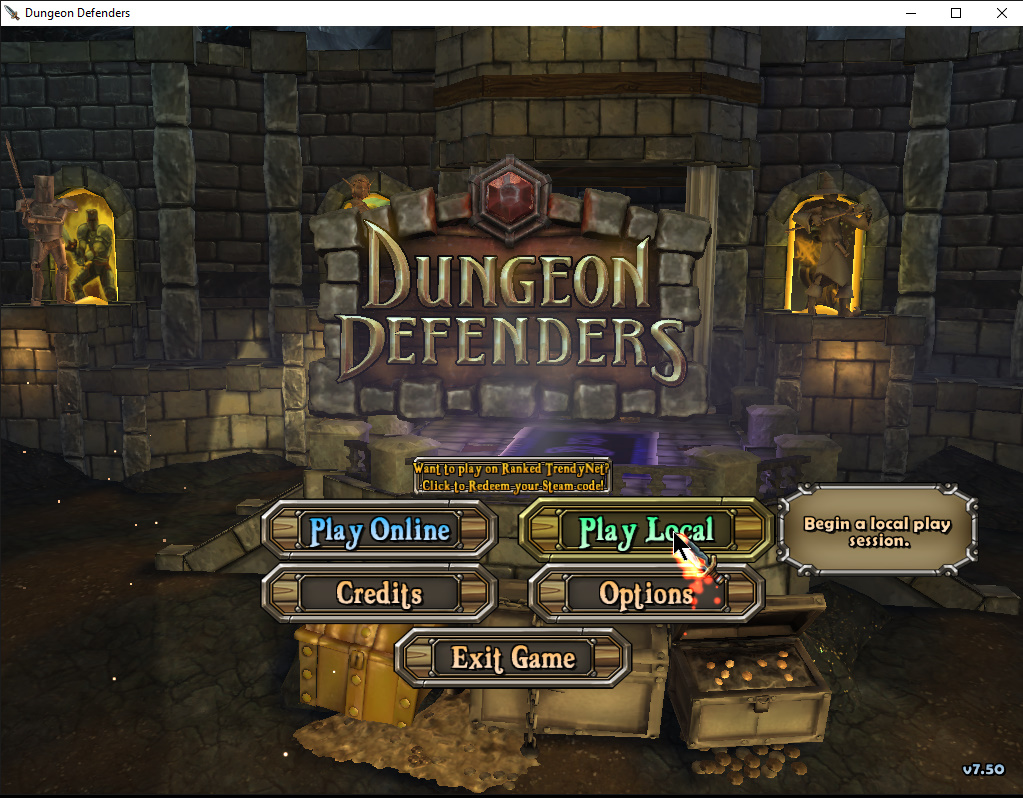 Dungeon Defenders
DUNGEON
DEFENDERS
Want to play on Ranked TrendyNet?
Click to Redeem your Steam code!
Play Online
Play Local
Begin a local play
session.
Credits
Options
Exit Game
v7.50